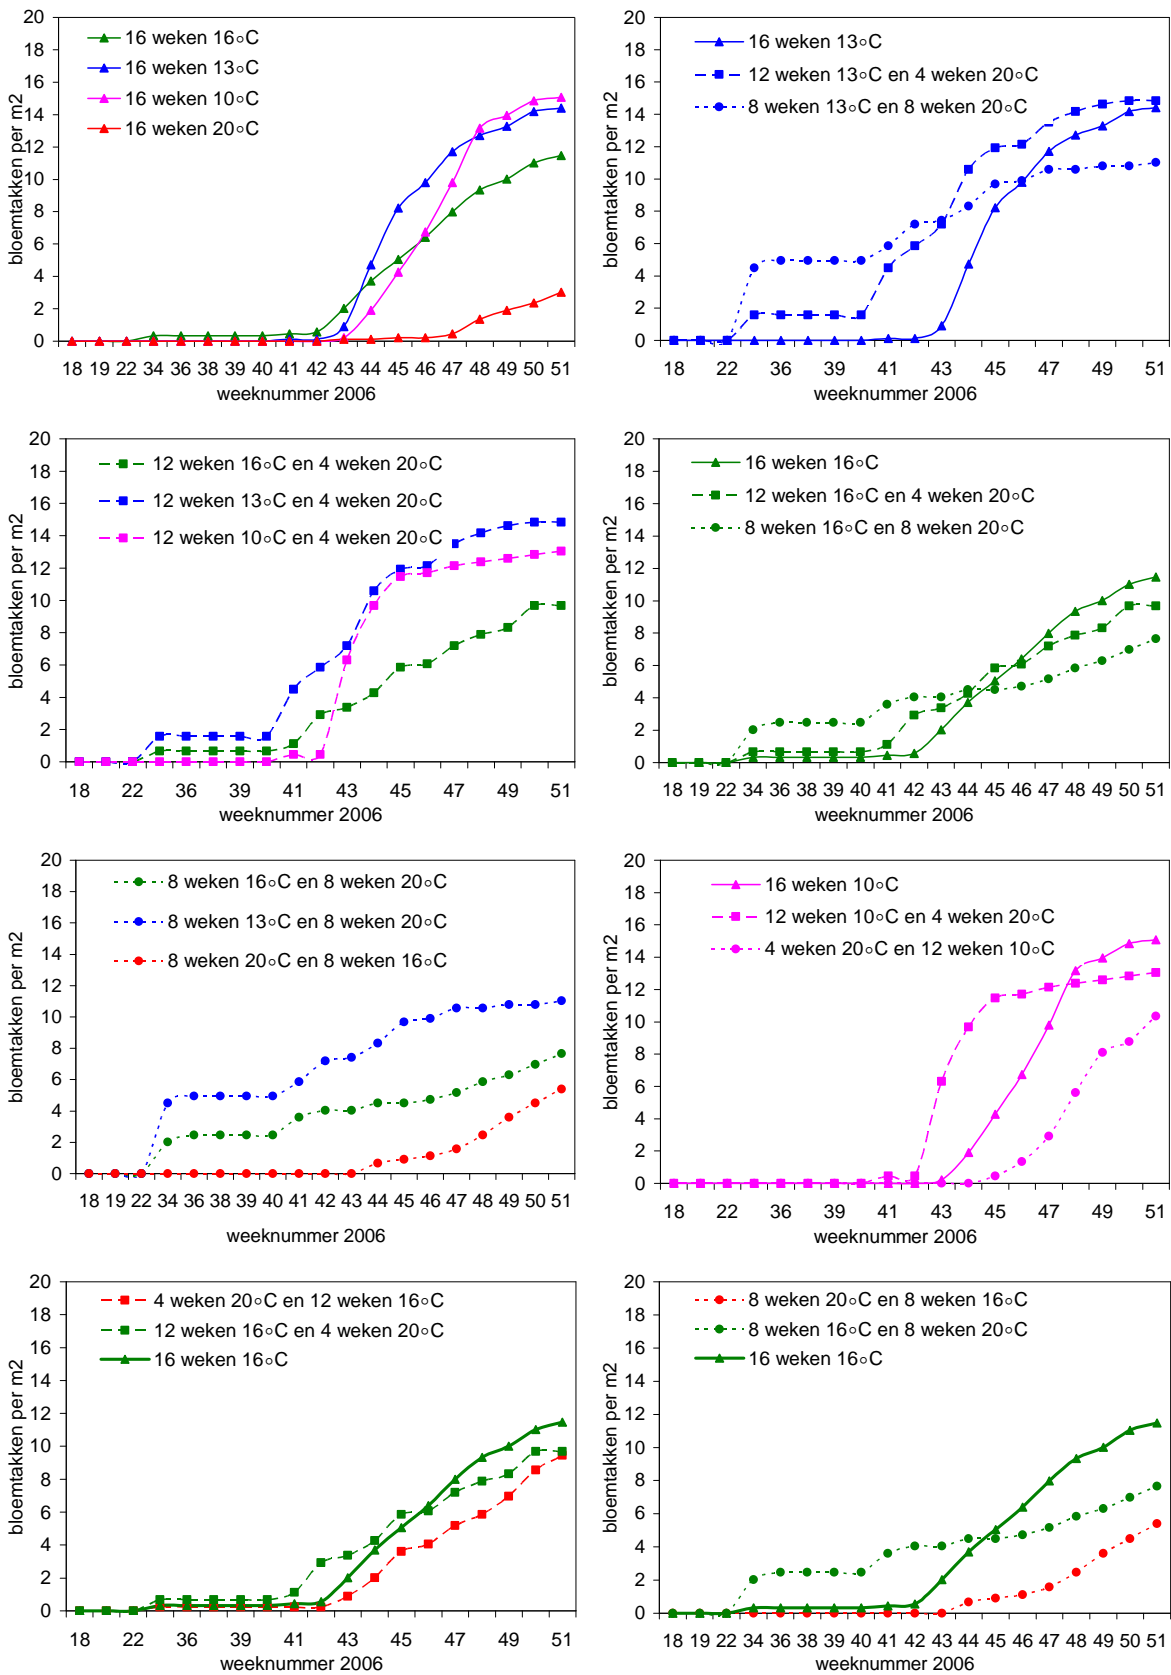 20
18
16
14
12
10
8
6
4
2
0
bloemtakken per m2
16 weken 16○C
16 weken 13○C
16 weken 10○C
16 weken 20○C
18 19 22 34 36 38 39 40 41 42 43 44 45 46 47 48 49 50 51
weeknummer 2006
20
18
16
14
12
10
8
6
4
2
0
bloemtakken per m2
16 weken 13○C
12 weken 13○C en 4 weken 20○C
8 weken 13○C en 8 weken 20○C
18 22 36 39 41 43 45 47 49 51
weeknummer 2006
20
18
16
14
12
10
8
6
4
2
0
bloemtakken per m2
12 weken 16○C en 4 weken 20○C
12 weken 13○C en 4 weken 20○C
12 weken 10○C en 4 weken 20○C
18 22 36 39 41 43 45 47 49 51
weeknummer 2006
20
18
16
14
12
10
8
6
4
2
0
bloemtakken per m2
16 weken 16○C
12 weken 16○C en 4 weken 20○C
8 weken 16○C en 8 weken 20○C
18 19 22 34 36 38 39 40 41 42 43 44 45 46 47 48 49 50 51
weeknummer 2006
20
18
16
14
12
10
8
6
4
2
0
bloemtakken per m2
8 weken 16○C en 8 weken 20○C
8 weken 13○C en 8 weken 20○C
8 weken 20○C en 8 weken 16○C
18 19 22 34 36 38 39 40 41 42 43 44 45 46 47 48 49 50 51
weeknummer 2006
20
18
16
14
12
10
8
6
4
2
0
bloemtakken per m2
16 weken 10○C
12 weken 10○C en 4 weken 20○C
4 weken 20○C en 12 weken 10○C
18 22 36 39 41 43 45 47 49 51
weeknummer 2006
20
18
16
14
12
10
8
6
4
2
0
bloemtakken per m2
4 weken 20○C en 12 weken 16○C
12 weken 16○C en 4 weken 20○C
16 weken 16○C
18 22 36 39 41 43 45 47 49 51
weeknummer 2006
20
18
16
14
12
10
8
6
4
2
0
bloemtakken per m2
8 weken 20○C en 8 weken 16○C
8 weken 16○C en 8 weken 20○C
16 weken 16○C
18 19 22 34 36 38 39 40 41 42 43 44 45 46 47 48 49 50 51
weeknummer 2006